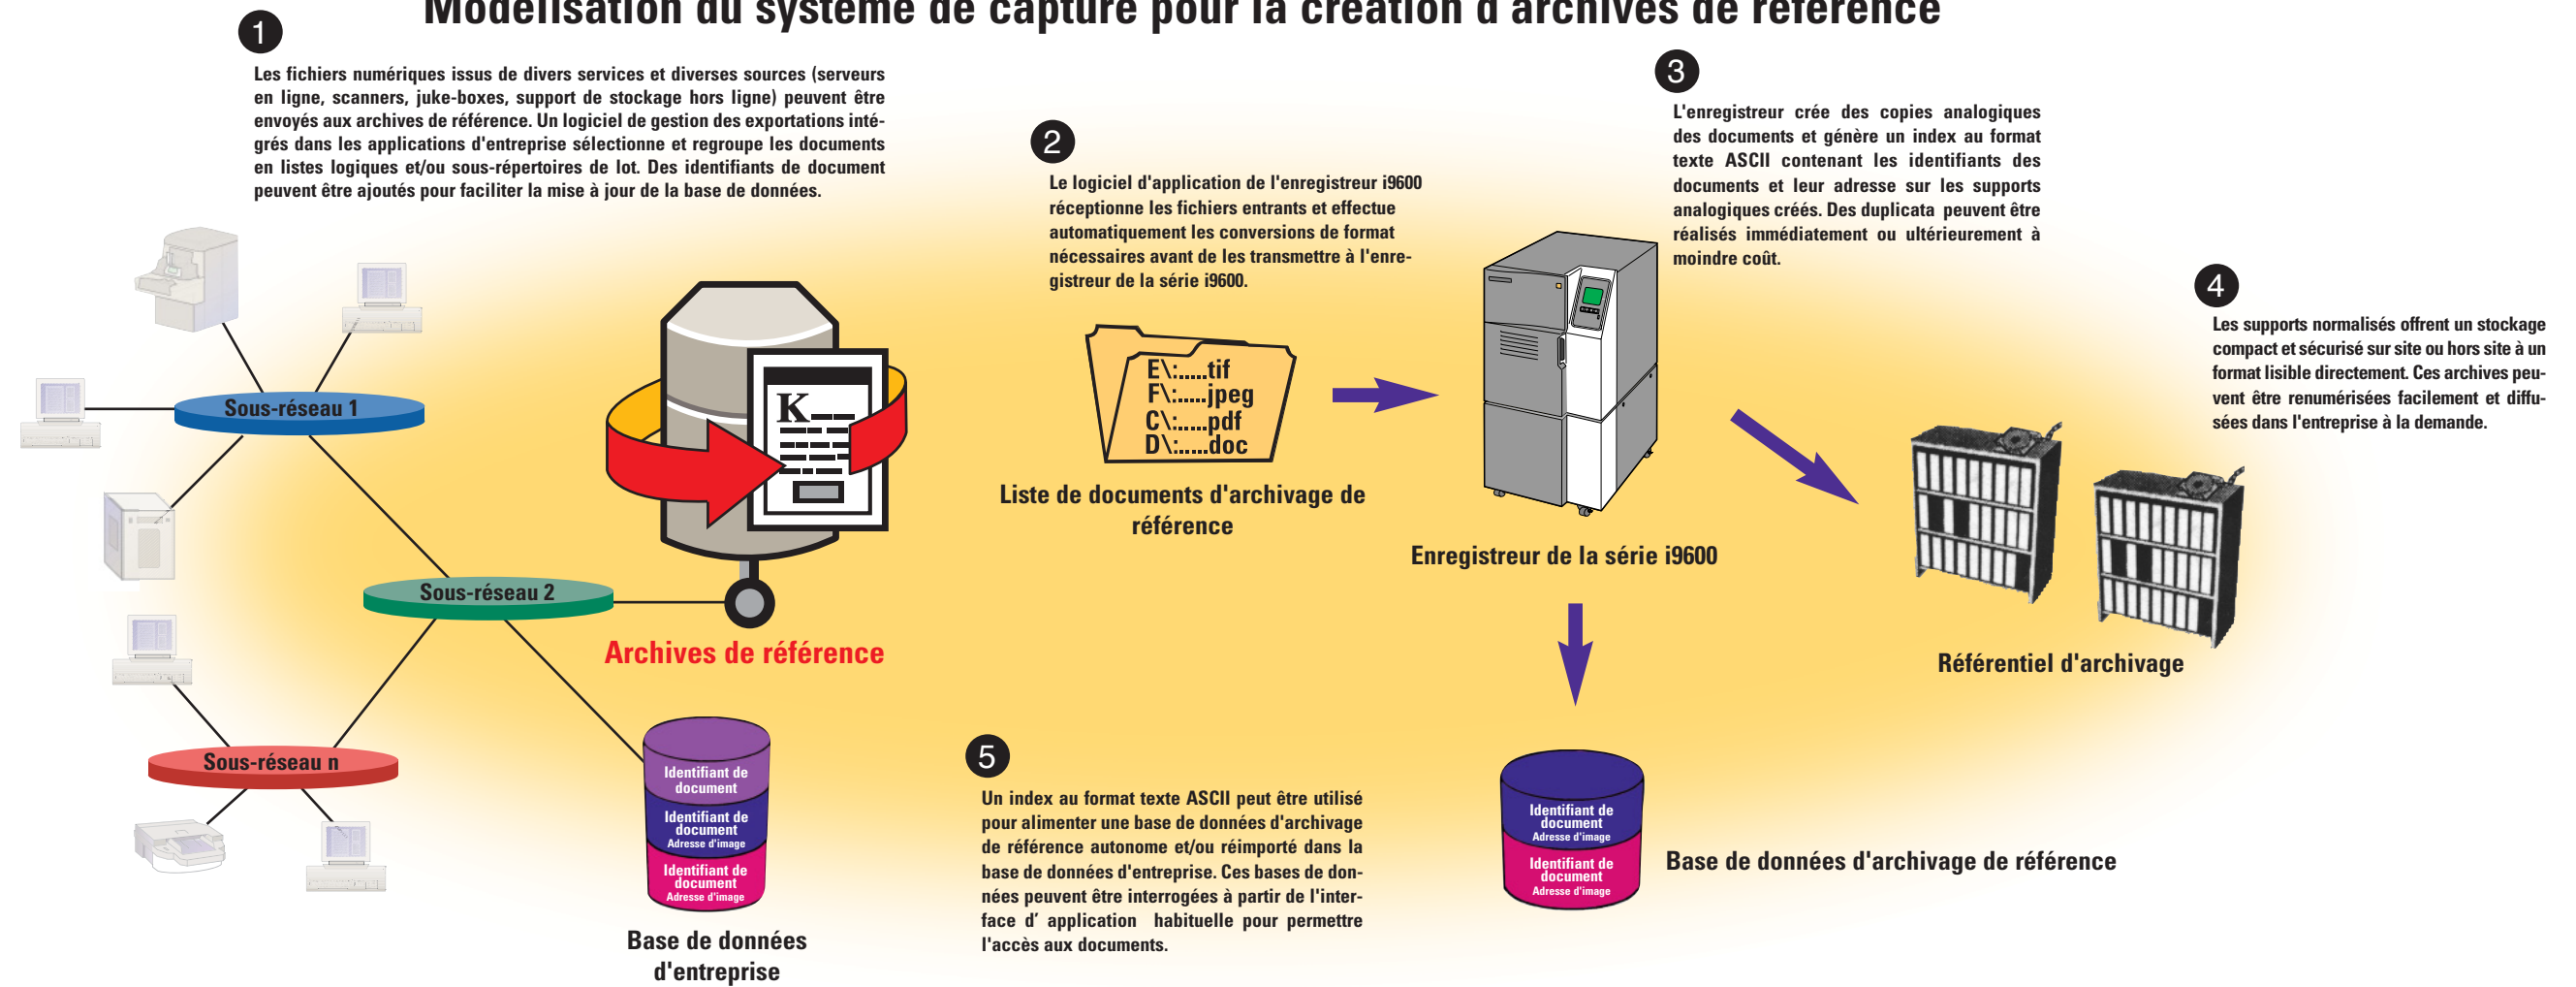 Modélisation du système de capture pour la création d'archives de référence
1
Les fichiers numériques issus de divers services et diverses sources (serveurs
en ligne, scanners, juke-boxes, support de stockage hors ligne) peuvent être
envoyés aux archives de référence. Un logiciel de gestion des exportations inté-
grés dans les applications d'entreprise sélectionne et regroupe les documents
en listes logiques et/ou sous-répertoires de lot. Des identifiants de document
peuvent être ajoutés pour faciliter la mise à jour de la base de données.
2
Le logiciel d'application de l'enregistreur i9600
réceptionne les fichiers entrants et effectue
automatiquement les conversions de format
nécessaires avant de les transmettre à l'enre-
gistreur de la série i9600.
3
L'enregistreur crée des copies analogiques
des documents et génère un index au format
texte ASCII contenant les identifiants des
documents et leur adresse sur les supports
analogiques créés. Des duplicata peuvent être
réalisés immédiatement ou ultérieurement à
moindre coût.
4
Les supports normalisés offrent un stockage
compact et sécurisé sur site ou hors site à un
format lisible directement. Ces archives peu-
vent être renumérisées facilement et diffu-
sées dans l'entreprise à la demande.
Sous-réseau 1
Sous-réseau 2
Sous-réseau n
K
Archives de référence
E\:.....tif
F\:.....jpeg
C\:.....pdf
D\:......doc
Liste de documents d'archivage de
référence
Enregistreur de la série i9600
Référentiel d'archivage
Identifiant de
document
Identifiant de
document
Adresse d'image
Identifiant de
document
Adresse d'image
Base de données
d'entreprise
5
Un index au format texte ASCII peut être utilisé
pour alimenter une base de données d'archivage
de référence autonome et/ou réimporté dans la
base de données d'entreprise. Ces bases de don-
nées peuvent être interrogées à partir de l'inter-
face d’ application habituelle pour permettre
l'accès aux documents.
Identifiant de
document
Adresse d'image
Identifiant de
document
Adresse d'image
Base de données d'archivage de référence